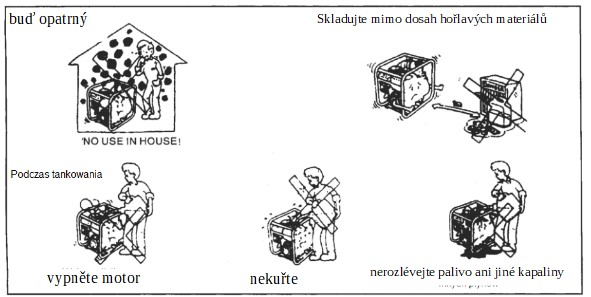 buď opatrný
Skladujte mimo dosah hořlavých materiálů
'NO USE IN HOUSE!
Podczas tankowania
vypněte motor
nekuřte
nerozlévejte palivo ani jiné kapaliny